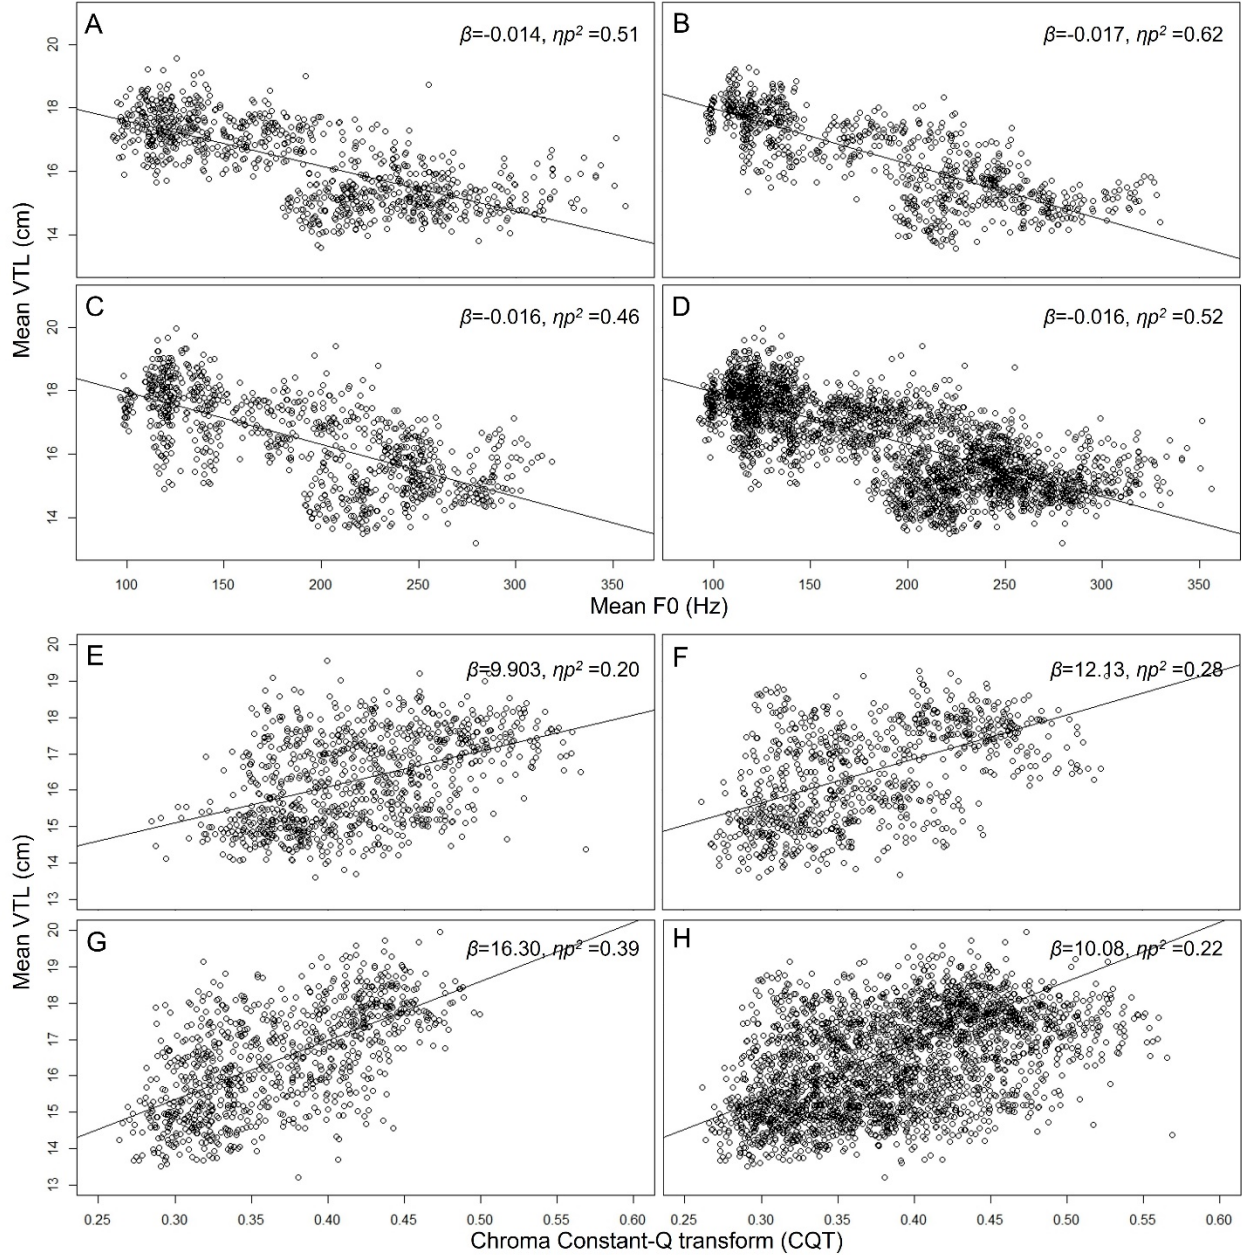 A
β=-0.014, ηp² =0.51
B
β=-0.017, ηp² =0.62
20
18
16
14
C
β=-0.016, ηp² =0.46
D
β=-0.016, ηp² =0.52
20
18
16
14
Mean VTL (cm)
100 150 200 250 300 350
100 150 200 250 300 350
Mean F0 (Hz)
E
β=9.903, ηp² =0.20
F
β=12.13, ηp² =0.28
20
19
18
17
16
15
14
13
G
β=16.30, ηp² =0.39
H
β=10.08, ηp² =0.22
20
19
18
17
16
15
14
13
Mean VTL (cm)
0.25 0.30 0.35 0.40 0.45 0.50 0.55 0.60
0.25 0.30 0.35 0.40 0.45 0.50 0.55 0.60
Chroma Constant-Q transform (CQT)